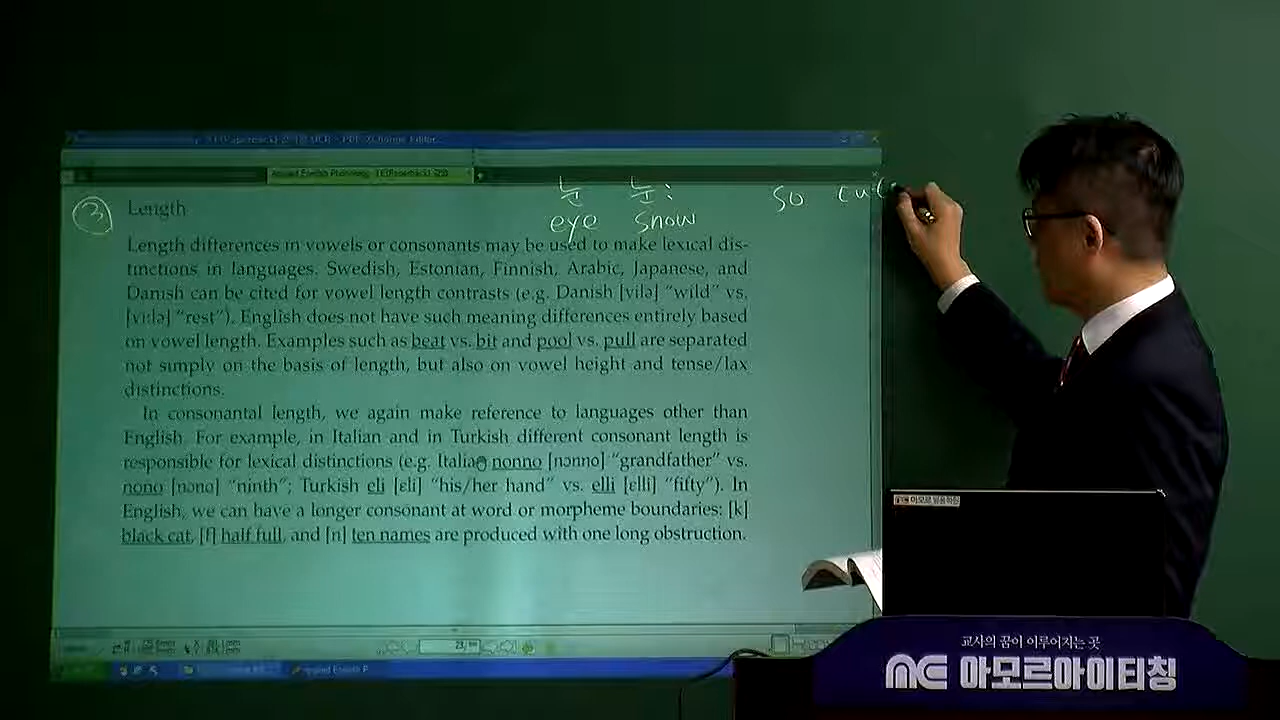 눈 눈:
eye snow
so cut
③ Length
Length differences in vowels or consonants may be used to make lexical dis-
tinctions in languages. Swedish, Estonian, Finnish, Arabic, Japanese, and
Danish can be cited for vowel length contrasts (e.g. Danish [vilə] “wild” vs.
[viːlə] “rest”). English does not have such meaning differences entirely based
on vowel length. Examples such as beat vs. bit and pool vs. pull are separated
not simply on the basis of length, but also on vowel height and tense/lax
distinctions.
In consonantal length, we again make reference to languages other than
English. For example, in Italian and in Turkish different consonant length is
responsible for lexical distinctions (e.g. Italian nonno [nɔnno] “grandfather” vs.
nono [nɔno] “ninth”; Turkish eli [ɛli] “his/her hand” vs. elli [ɛlli] “fifty”). In
English, we can have a longer consonant at word or morpheme boundaries: [k]
black cat, [f] half full, and [n] ten names are produced with one long obstruction.
교사의 꿈이 이루어지는 곳
아모르아이티칭